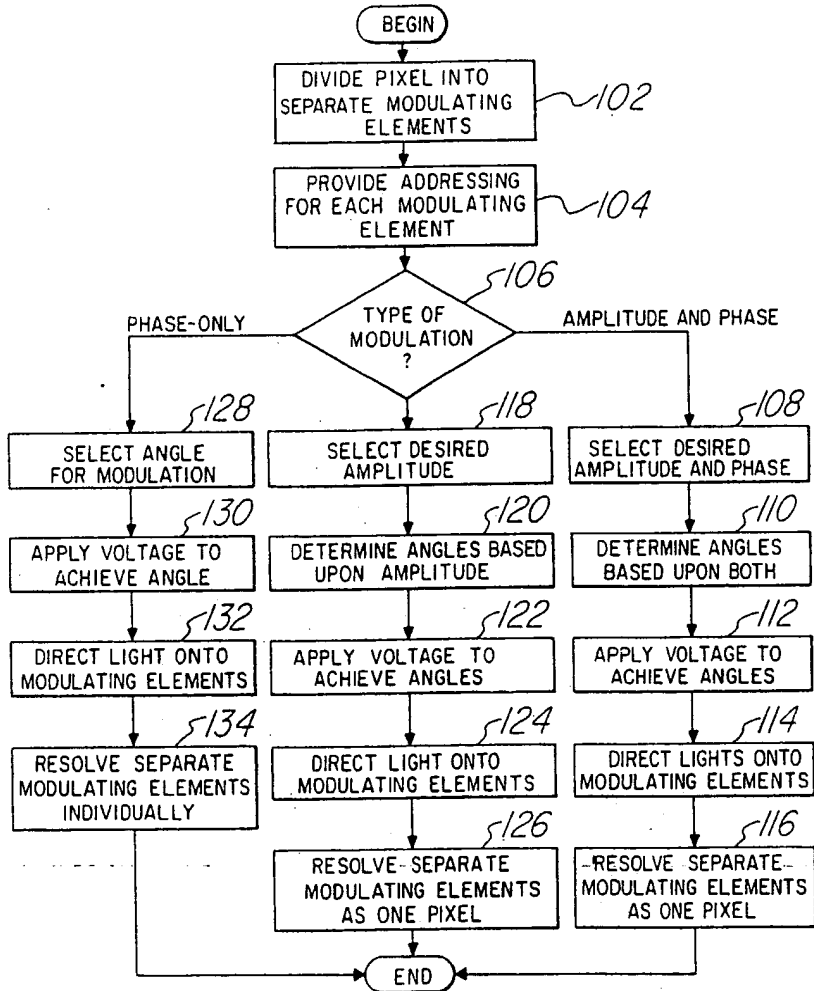 BEGIN
DIVIDE PIXEL INTO
SEPARATE MODULATING
ELEMENTS
102
PROVIDE ADDRESSING
FOR EACH MODULATING
ELEMENT
104
106
TYPE OF
MODULATION
?
PHASE-ONLY
AMPLITUDE AND PHASE
128
SELECT ANGLE
FOR MODULATION
130
APPLY VOLTAGE TO
ACHIEVE ANGLE
132
DIRECT LIGHT ONTO
MODULATING ELEMENTS
134
RESOLVE SEPARATE
MODULATING ELEMENTS
INDIVIDUALLY
118
SELECT DESIRED
AMPLITUDE
120
DETERMINE ANGLES BASED
UPON AMPLITUDE
122
APPLY VOLTAGE TO
ACHIEVE ANGLES
124
DIRECT LIGHT ONTO
MODULATING ELEMENTS
126
RESOLVE SEPARATE
MODULATING ELEMENTS
AS ONE PIXEL
108
SELECT DESIRED
AMPLITUDE AND PHASE
110
DETERMINE ANGLES
BASED UPON BOTH
112
APPLY VOLTAGE TO
ACHIEVE ANGLES
114
DIRECT LIGHTS ONTO
MODULATING ELEMENTS
116
RESOLVE SEPARATE
MODULATING ELEMENTS
AS ONE PIXEL
END